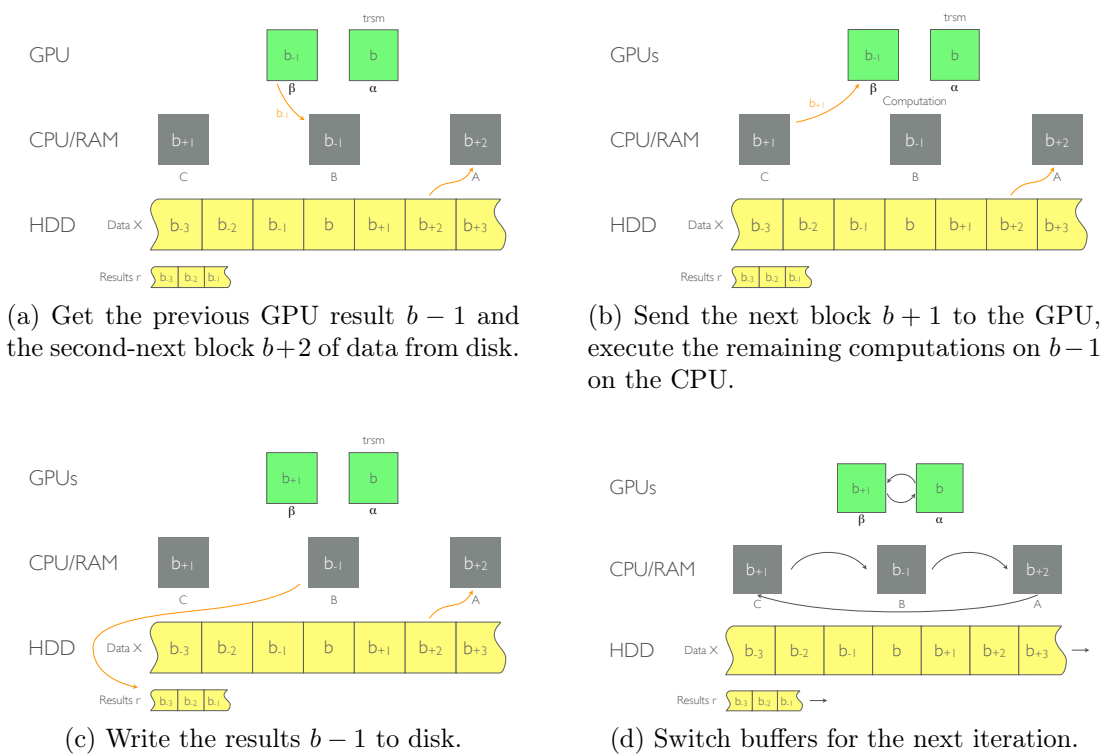 trsm
GPU
b-1
b
β
α
b-1
CPU/RAM
b+1
b-1
b+2
C
B
A
HDD
Data X
b-3 b-2 b-1 b b+1 b+2 b+3
Results r
b-3 b-2 b-1
(a) Get the previous GPU result b − 1 and
the second-next block b+2 of data from disk.
trsm
GPUs
b-1
b
β
α
b+1
Computation
CPU/RAM
b+1
b-1
b+2
C
B
A
HDD
Data X
b-3 b-2 b-1 b b+1 b+2 b+3
Results r
b-3 b-2 b-1
(b) Send the next block b + 1 to the GPU,
execute the remaining computations on b−1
on the CPU.
trsm
GPUs
b+1
b
β
α
CPU/RAM
b+1
b-1
b+2
C
B
A
HDD
Data X
b-3 b-2 b-1 b b+1 b+2 b+3
Results r
b-3 b-2 b-1
(c) Write the results b − 1 to disk.
GPUs
b+1
b
β
α
CPU/RAM
b+1
b-1
b+2
C
B
A
HDD
Data X
b-3 b-2 b-1 b b+1 b+2 b+3
Results r
b-3 b-2 b-1
(d) Switch buffers for the next iteration.